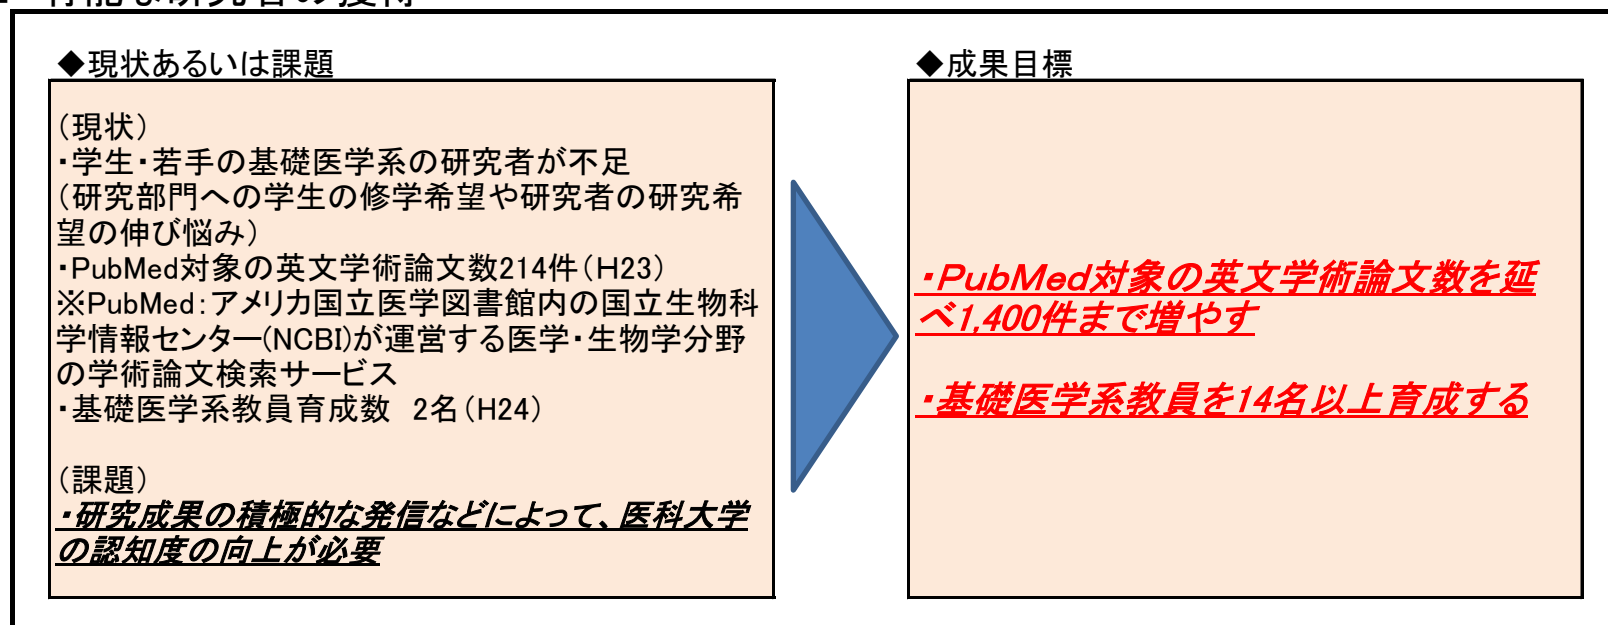 ◆現状あるいは課題
(現状)
・学生・若手の基礎医学系の研究者が不足
(研究部門への学生の修学希望や研究者の研究希
望の伸び悩み)
・PubMed対象の英文学術論文数214件(H23)
※PubMed:アメリカ国立医学図書館内の国立生物科
学情報センター(NCBI)が運営する医学・生物学分野
の学術論文検索サービス
・基礎医学系教員育成数　2名(H24)
(課題)
・研究成果の積極的な発信などによって、医科大学
の認知度の向上が必要
◆成果目標
・PubMed対象の英文学術論文数を延
べ1,400件まで増やす
・基礎医学系教員を14名以上育成する